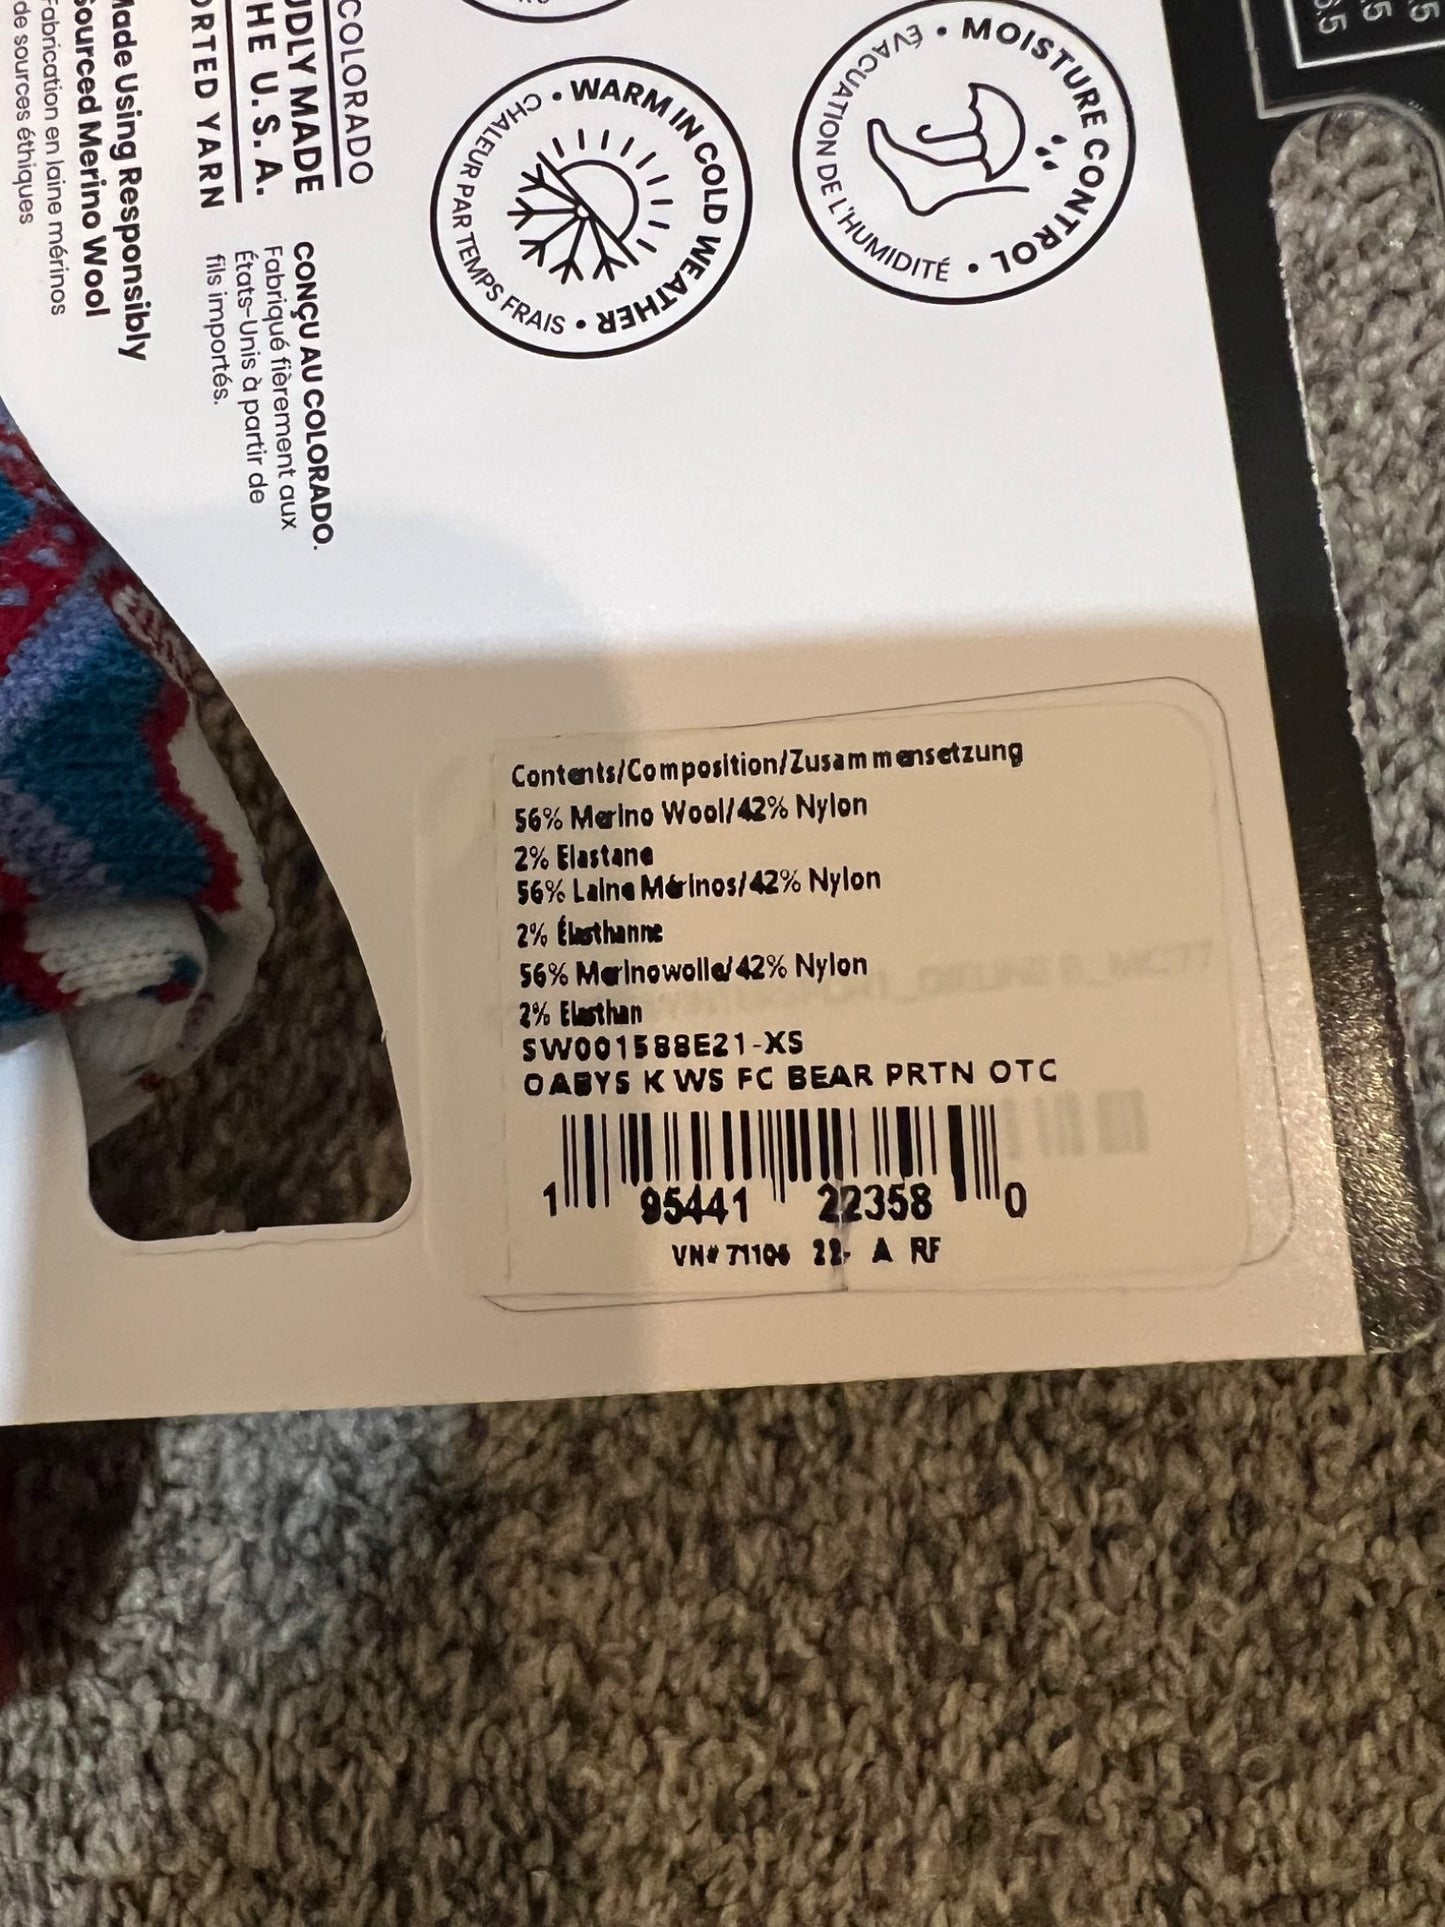 MOISTURE CONTROL •
ÉVACUATION DE L'HUMIDITÉ •
WARM IN COLD WEATHER •
CHALEUR PAR TEMPS FRAIS •
COLORADO
MADE
U.S.A.
YARN
CONÇU AU COLORADO.
Fabriqué fièrement aux
États-Unis à partir de
fils importés.
Made Using Responsibly
Sourced Merino Wool
Fabrication en laine mérinos
de sources éthiques
Contents/Composition/Zusammensetzung
56% Merino Wool/42% Nylon
2% Elastane
56% Laine Mérinos/42% Nylon
2% Élasthanne
56% Merinowolle/42% Nylon
2% Elasthan
SW001588E21-XS
0ABYS K WS FC BEAR PRTN OTC
1 95441 22358 0
VN# 71106 22- A RF